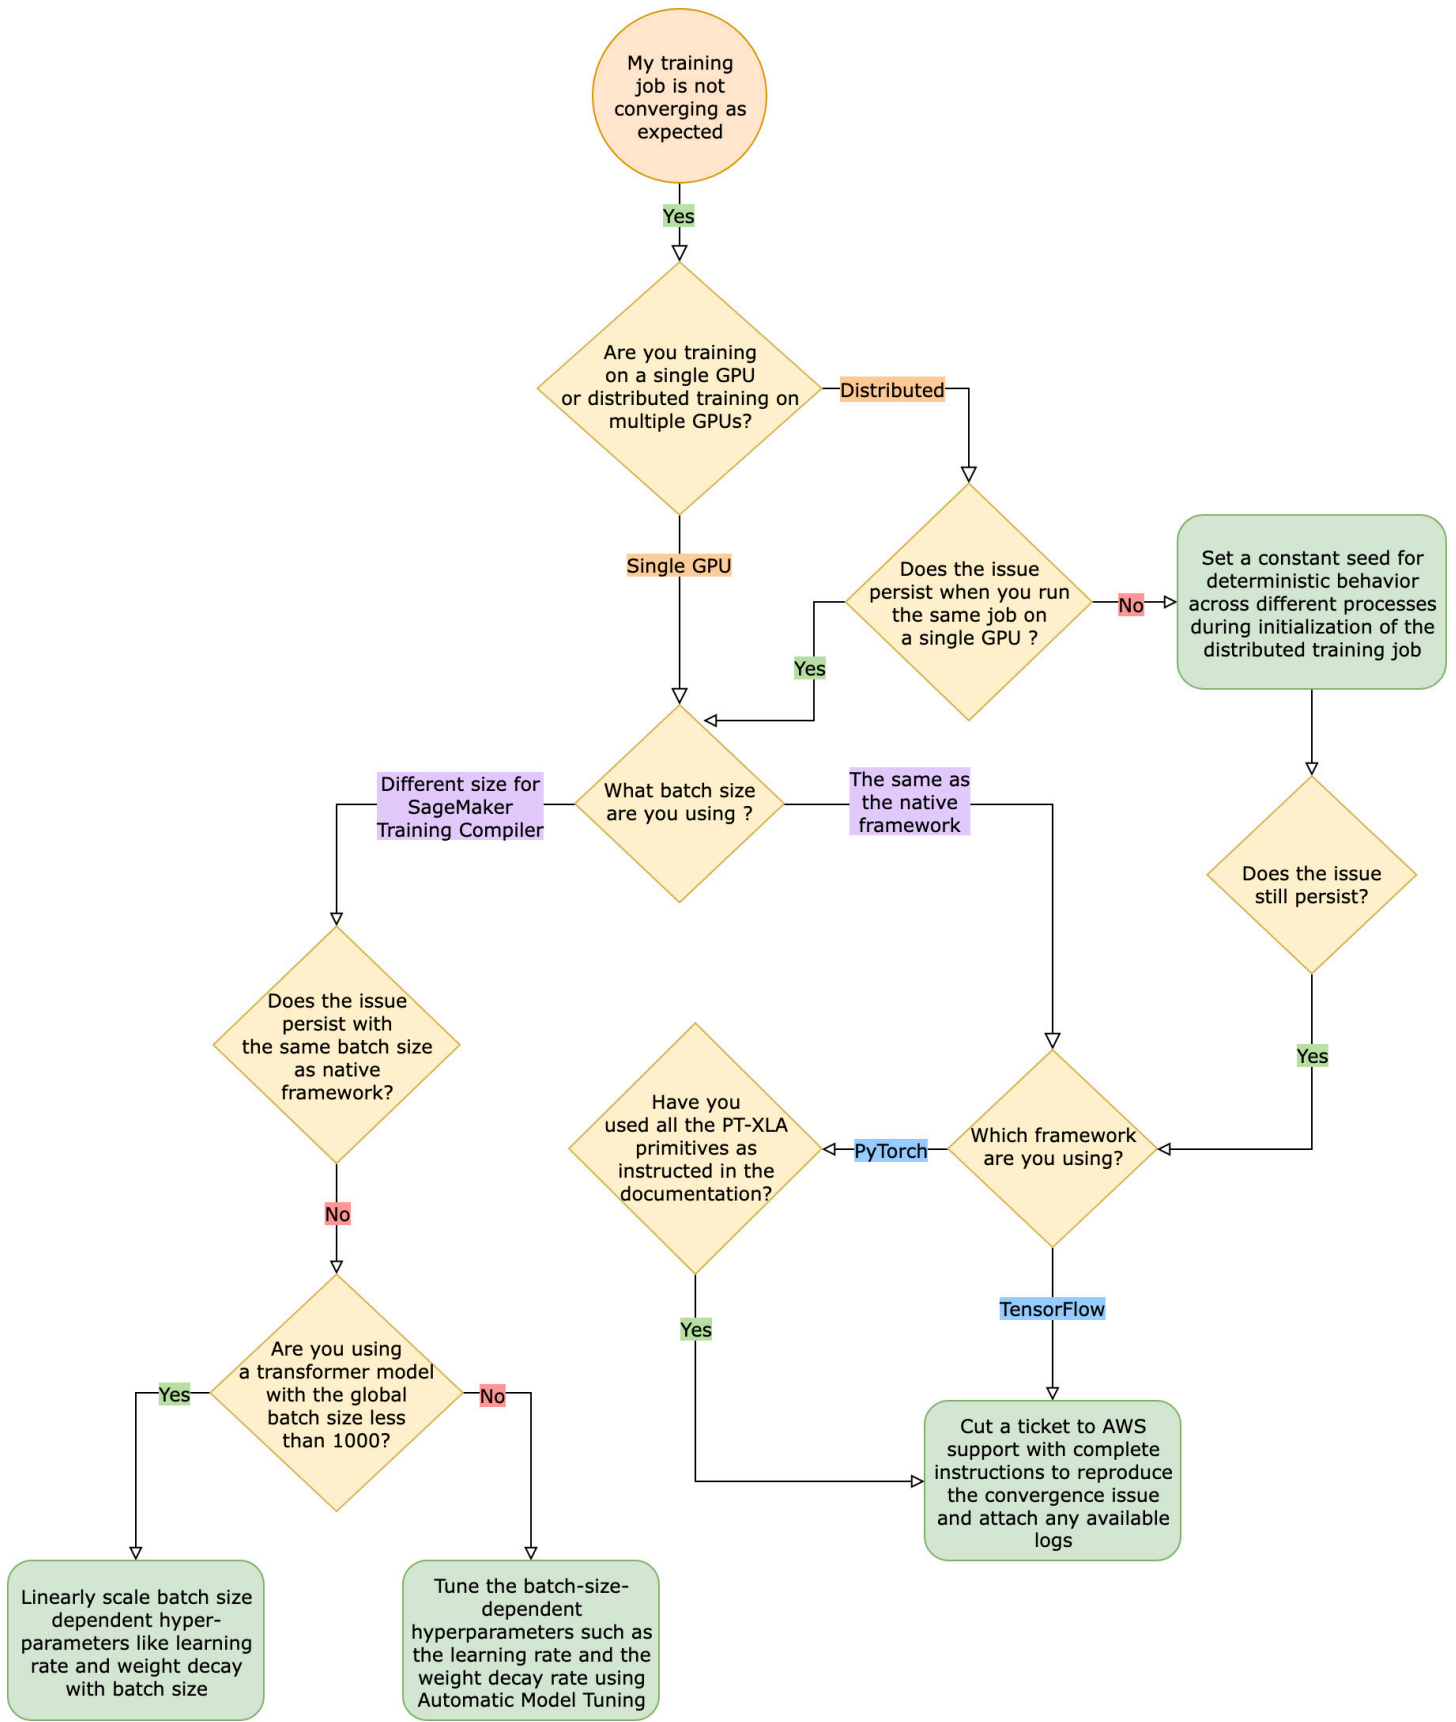 My training
job is not
converging as
expected
Yes
Are you training
on a single GPU
or distributed training on
multiple GPUs?
Distributed
Single GPU
Does the issue
persist when you run
the same job on
a single GPU ?
No
Set a constant seed for
deterministic behavior
across different processes
during initialization of the
distributed training job
Yes
What batch size
are you using ?
Different size for
SageMaker
Training Compiler
The same as
the native
framework
Does the issue
still persist?
Yes
Does the issue
persist with
the same batch size
as native
framework?
Have you
used all the PT-XLA
primitives as
instructed in the
documentation?
PyTorch
Which framework
are you using?
No
TensorFlow
Yes
Are you using
a transformer model
with the global
batch size less
than 1000?
Yes
No
Cut a ticket to AWS
support with complete
instructions to reproduce
the convergence issue
and attach any available
logs
Linearly scale batch size
dependent hyper-
parameters like learning
rate and weight decay
with batch size
Tune the batch-size-
dependent
hyperparameters such as
the learning rate and the
weight decay rate using
Automatic Model Tuning